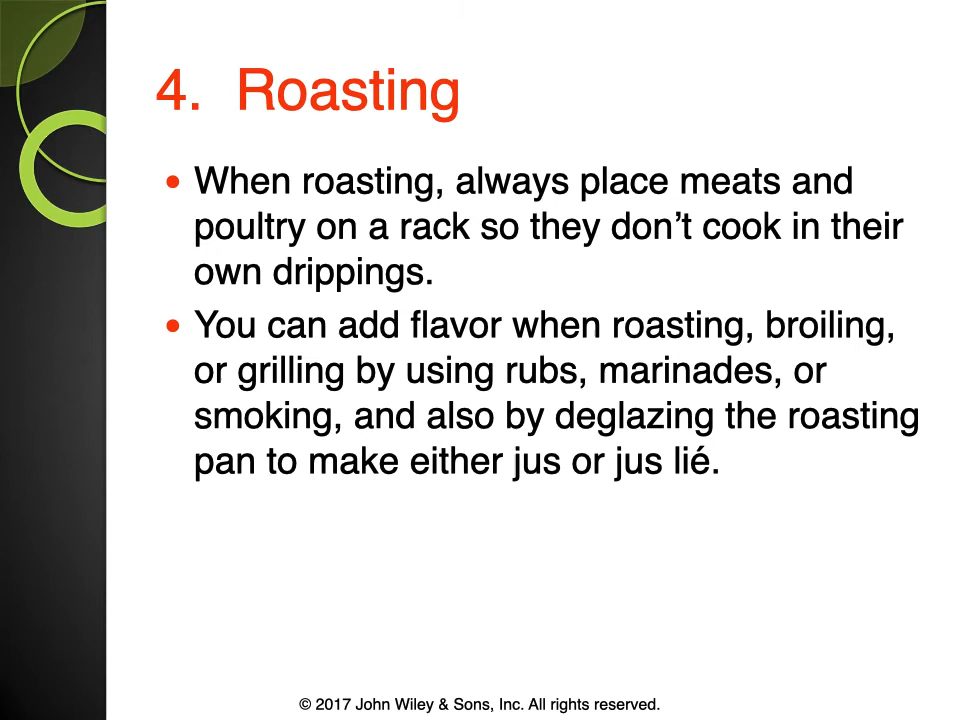 4. Roasting
• When roasting, always place meats and
poultry on a rack so they don’t cook in their
own drippings.
• You can add flavor when roasting, broiling,
or grilling by using rubs, marinades, or
smoking, and also by deglazing the roasting
pan to make either jus or jus lié.
© 2017 John Wiley & Sons, Inc. All rights reserved.